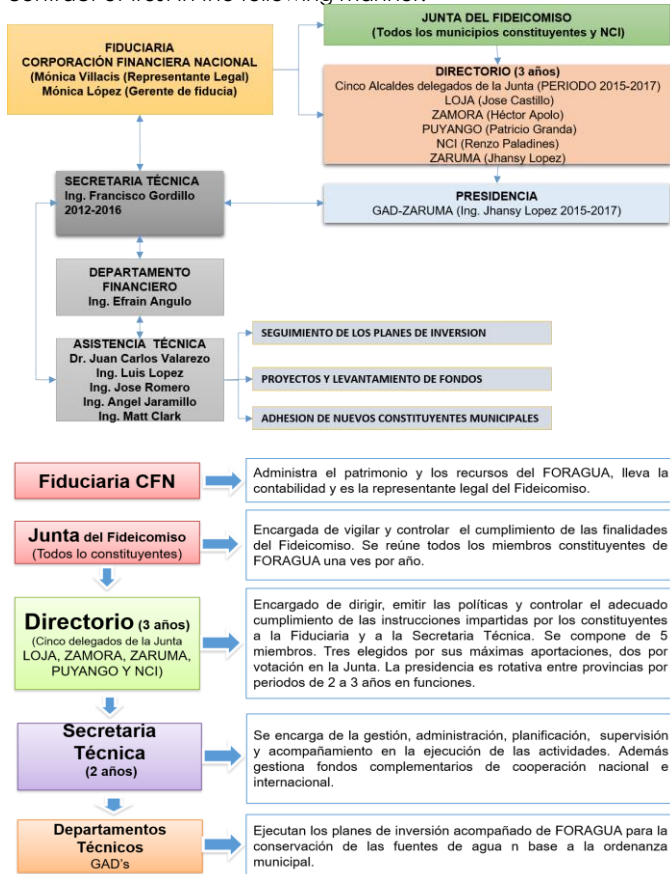 FIDUCIARIA
CORPORACIÓN FINANCIERA NACIONAL
(Mónica Villacis (Representante Legal)
Mónica López (Gerente de fiducia)
JUNTA DEL FIDEICOMISO
(Todos los municipios constituyentes y NCI)
DIRECTORIO (3 años)
Cinco Alcaldes delegados de la Junta (PERIODO 2015-2017)
LOJA (Jose Castillo)
ZAMORA (Héctor Apolo)
PUYANGO (Patricio Granda)
NCI (Renzo Paladines)
ZARUMA (Jhansy Lopez)
SECRETARIA TÉCNICA
Ing. Francisco Gordillo
2012-2016
PRESIDENCIA
GAD-ZARUMA (Ing. Jhansy Lopez 2015-2017)
DEPARTAMENTO
FINANCIERO
Ing. Efrain Angulo
ASISTENCIA TÉCNICA
Dr. Juan Carlos Valarezo
Ing. Luis Lopez
Ing. Jose Romero
Ing. Angel Jaramillo
Ing. Matt Clark
SEGUIMIENTO DE LOS PLANES DE INVERSION
PROYECTOS Y LEVANTAMIENTO DE FONDOS
ADHESION DE NUEVOS CONSTITUYENTES MUNICIPALES
Fiduciaria CFN
Administra el patrimonio y los recursos del FORAGUA, lleva la
contabilidad y es la representante legal del Fideicomiso.
Junta del Fideicomiso
(Todos lo constituyentes)
Encargada de vigilar y controlar el cumplimiento de las finalidades
del Fideicomiso. Se reúne todos los miembros constituyentes de
FORAGUA una ves por año.
Directorio (3 años)
(Cinco delegados de la Junta
LOJA, ZAMORA, ZARUMA,
PUYANGO Y NCI)
Encargado de dirigir, emitir las políticas y controlar el adecuado
cumplimiento de las instrucciones impartidas por los constituyentes
a la Fiduciaria y a la Secretaria Técnica. Se compone de 5
miembros. Tres elegidos por sus máximas aportaciones, dos por
votación en la Junta. La presidencia es rotativa entre provincias por
periodos de 2 a 3 años en funciones.
Secretaria
Técnica
(2 años)
Se encarga de la gestión, administración, planificación, supervisión
y acompañamiento en la ejecución de las actividades. Además
gestiona fondos complementarios de cooperación nacional e
internacional.
Departamentos
Técnicos
GAD's
Ejecutan los planes de inversión acompañado de FORAGUA para la
conservación de las fuentes de agua n base a la ordenanza
municipal.